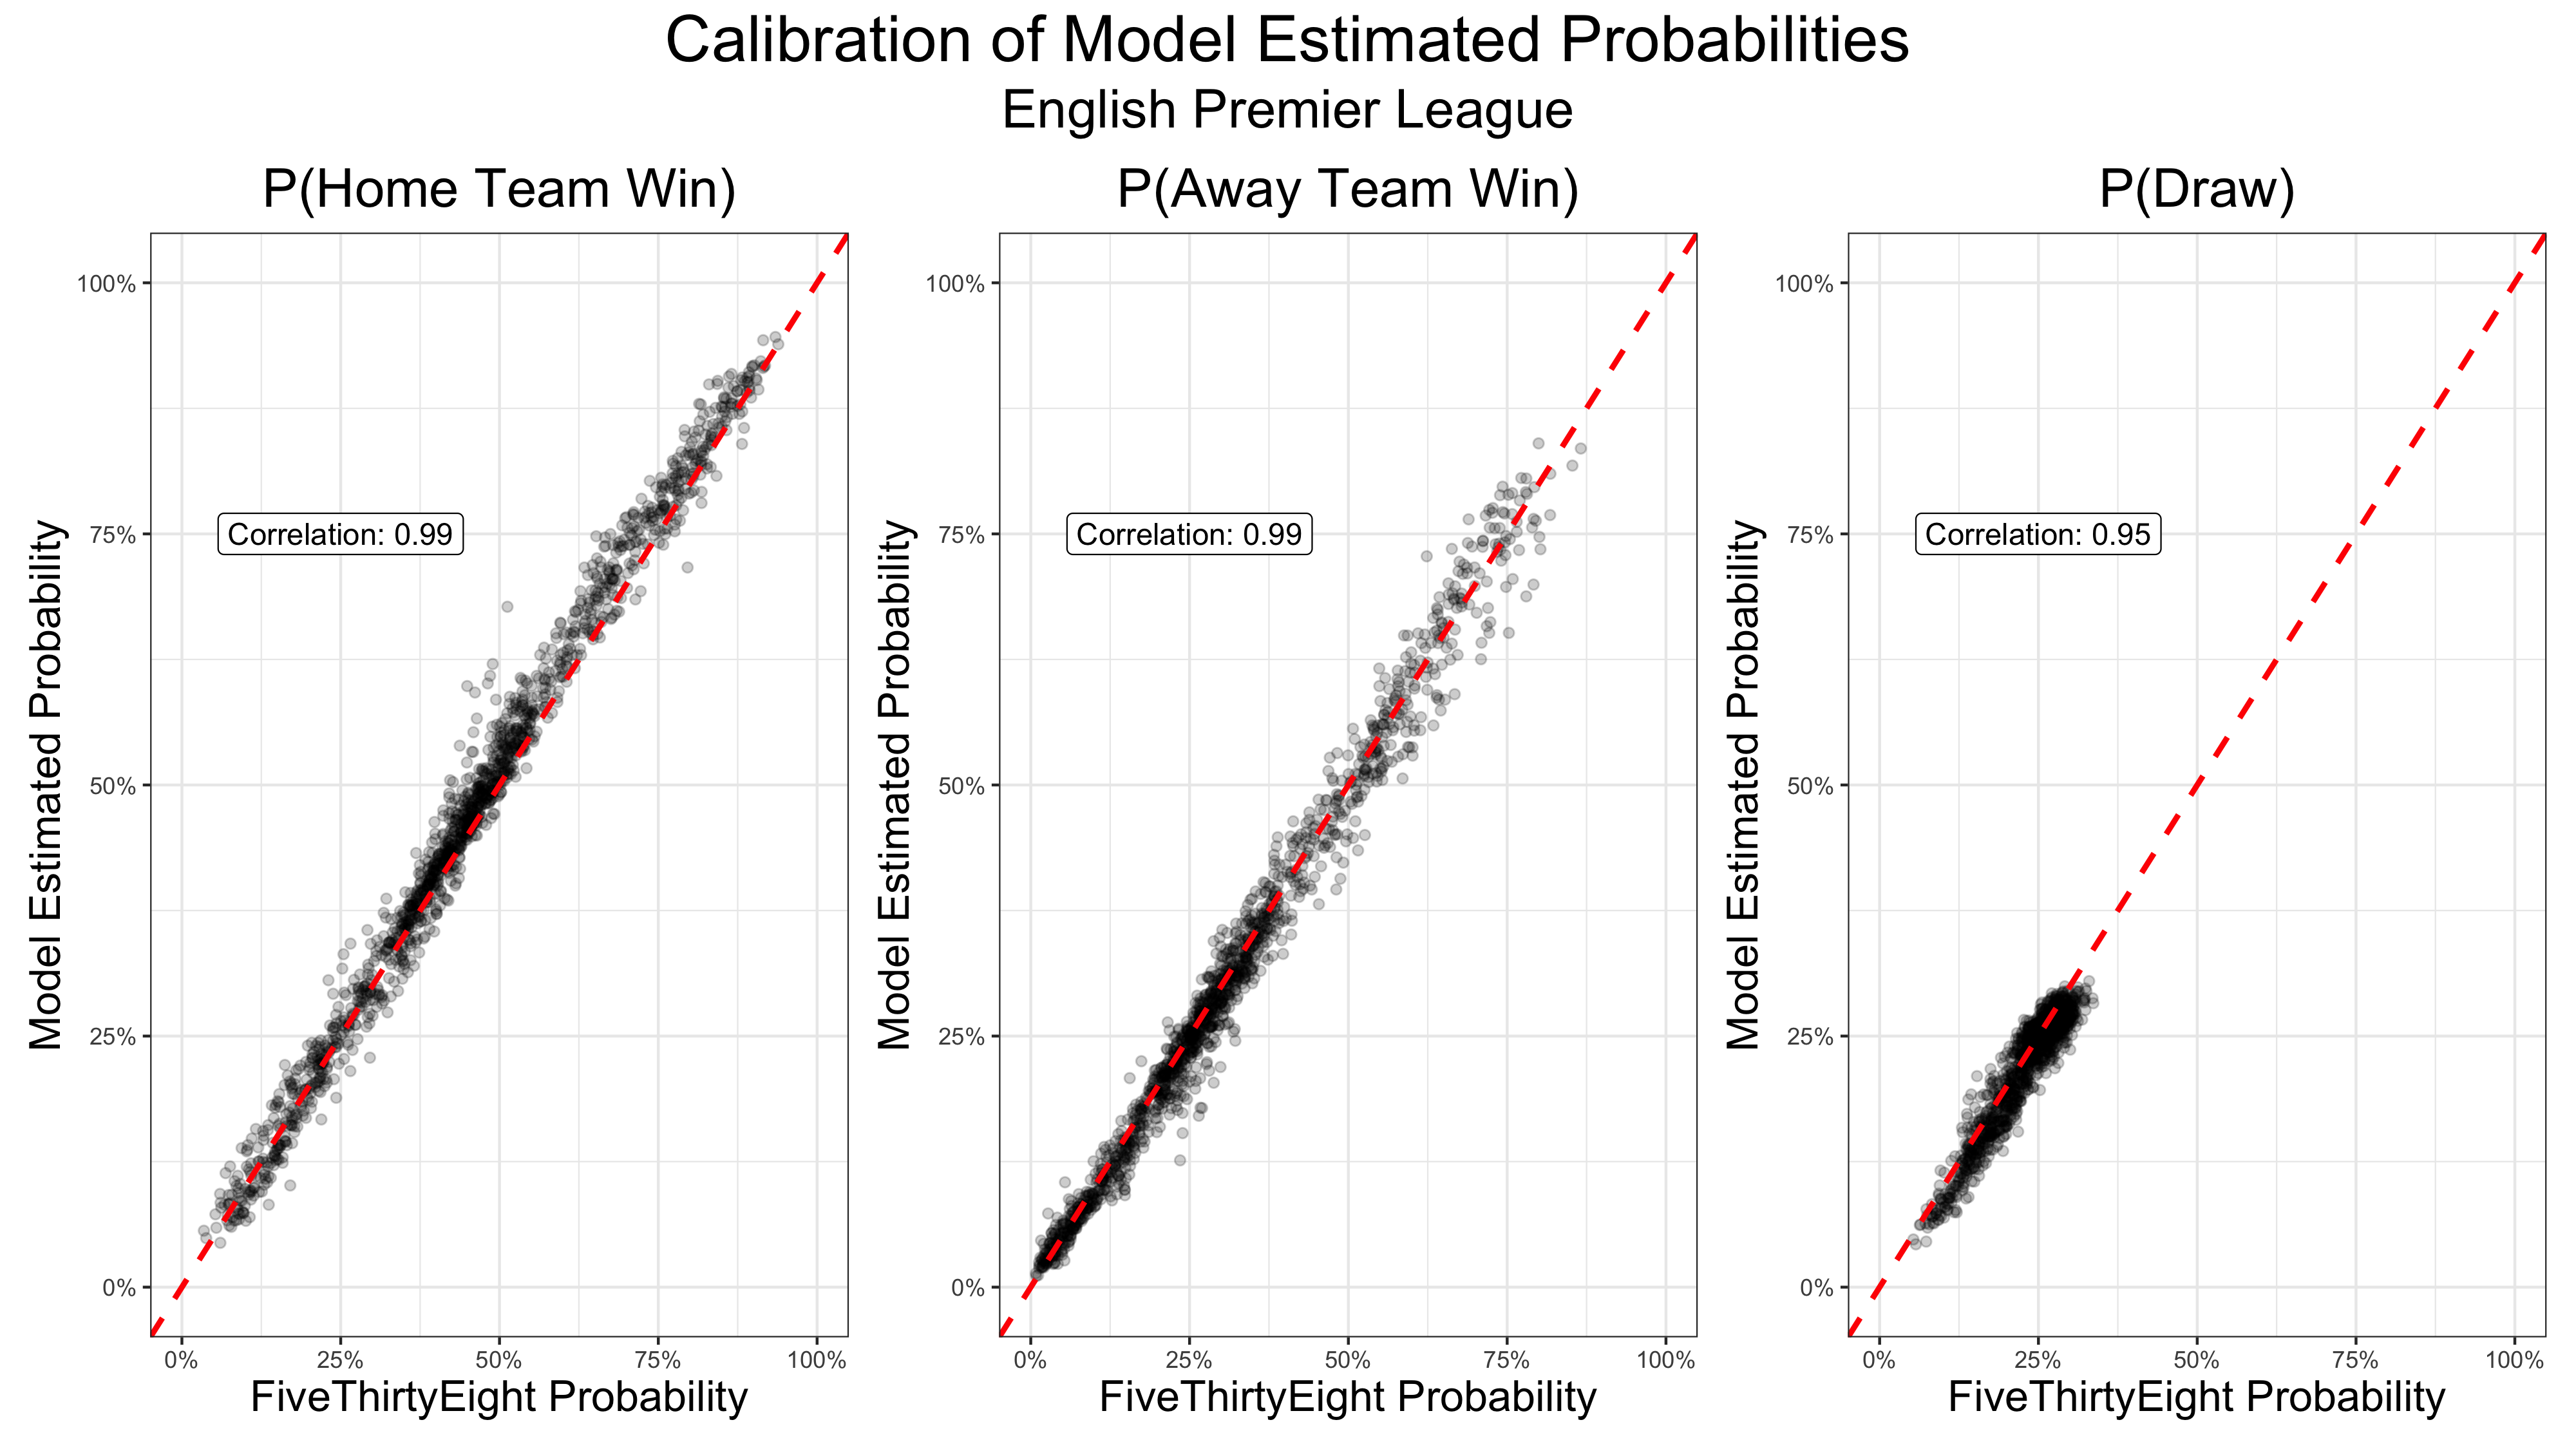 Calibration of Model Estimated Probabilities
English Premier League
P(Home Team Win)
Model Estimated Probability
100%
75%
50%
25%
0%
Correlation: 0.99
0% 25% 50% 75% 100%
FiveThirtyEight Probability
P(Away Team Win)
Model Estimated Probability
100%
75%
50%
25%
0%
Correlation: 0.99
0% 25% 50% 75% 100%
FiveThirtyEight Probability
P(Draw)
Model Estimated Probability
100%
75%
50%
25%
0%
Correlation: 0.95
0% 25% 50% 75% 100%
FiveThirtyEight Probability